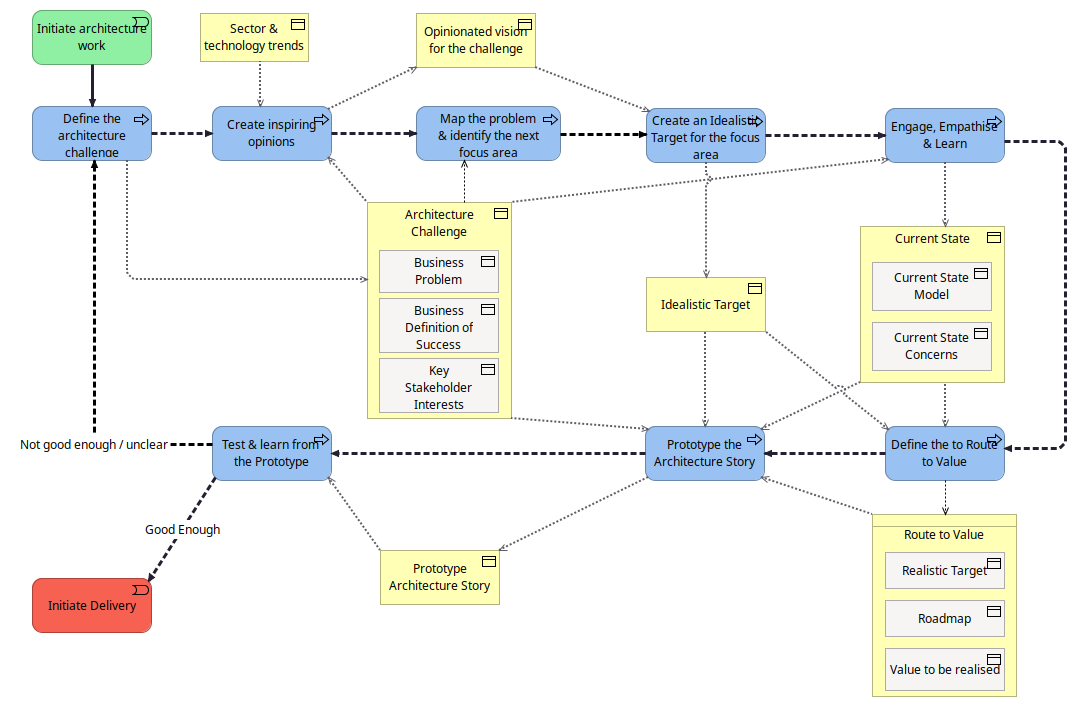 Initiate architecture
work
Sector &
technology trends
Opinionated vision
for the challenge
Define the
architecture
challenge
Create inspiring
opinions
Map the problem
& identify the next
focus area
Create an Idealistic
Target for the focus
area
Engage, Empathise
& Learn
Architecture
Challenge
Business
Problem
Business
Definition of
Success
Key
Stakeholder
Interests
Idealistic Target
Current State
Current State
Model
Current State
Concerns
Not good enough / unclear
Test & learn from
the Prototype
Prototype the
Architecture Story
Define the to Route
to Value
Good Enough
Initiate Delivery
Prototype
Architecture Story
Route to Value
Realistic Target
Roadmap
Value to be realised